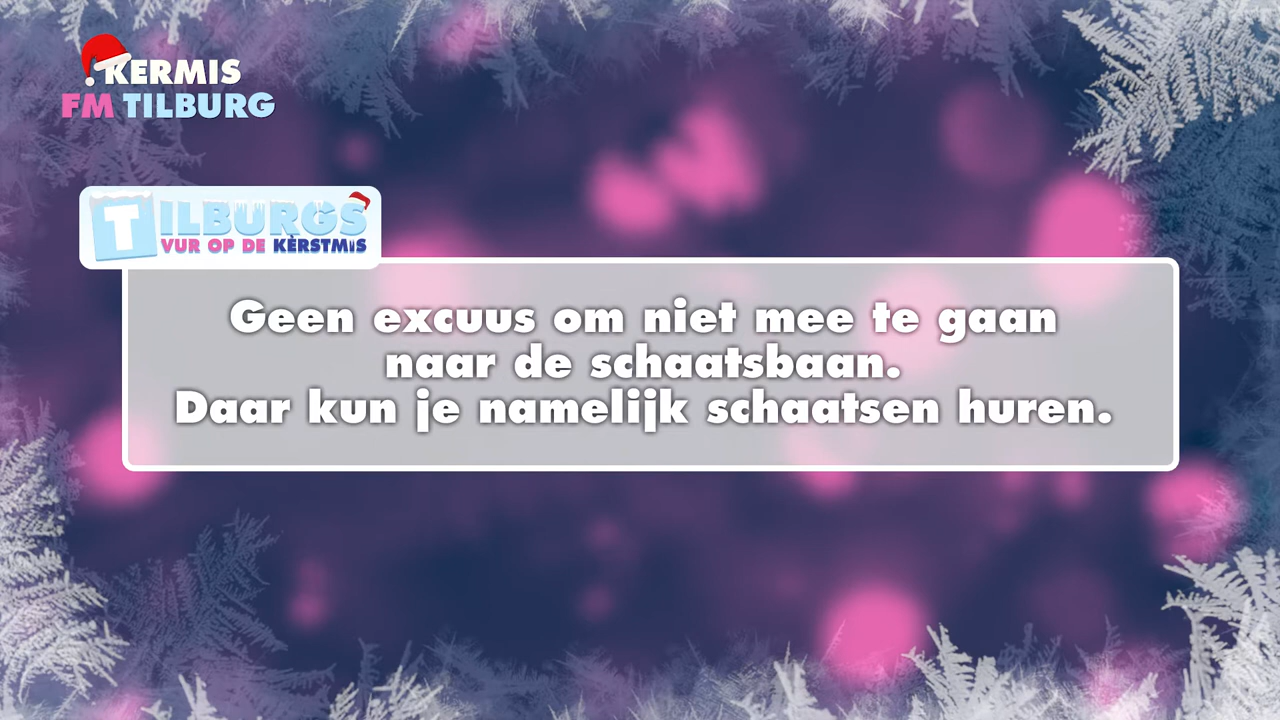 KERMIS
FM TILBURG
TILBURGS
VUR OP DE KÈRSTMIS
Geen excuus om niet mee te gaan
naar de schaatsbaan.
Daar kun je namelijk schaatsen huren.